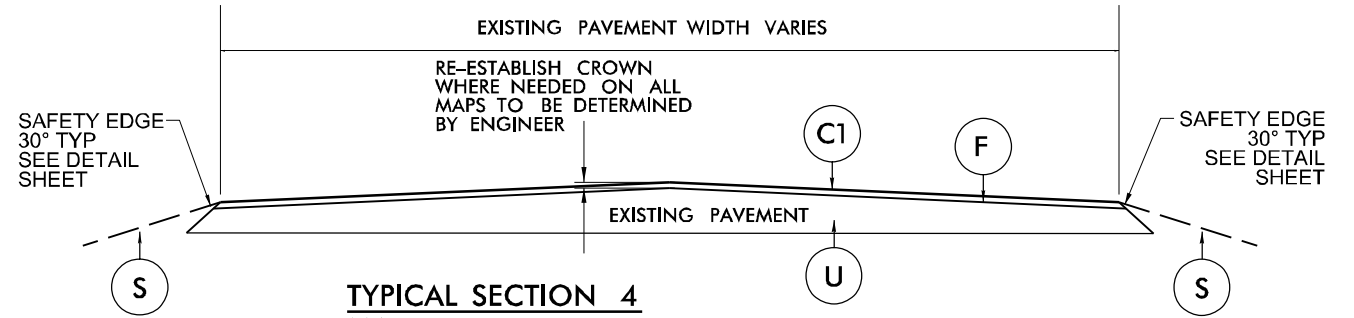 EXISTING PAVEMENT WIDTH VARIES
RE-ESTABLISH CROWN
WHERE NEEDED ON ALL
MAPS TO BE DETERMINED
BY ENGINEER
SAFETY EDGE
30° TYP
SEE DETAIL
SHEET
C1
F
SAFETY EDGE
30° TYP
SEE DETAIL
SHEET
EXISTING PAVEMENT
S
U
S
TYPICAL SECTION 4